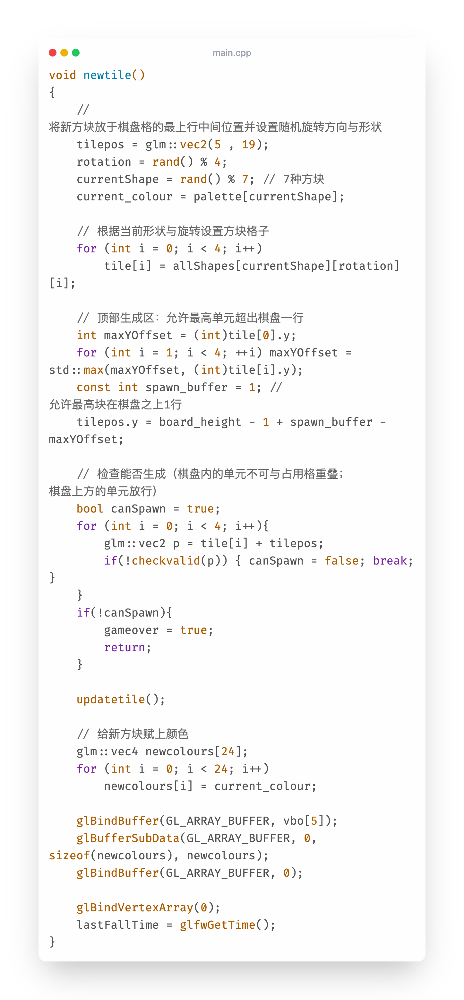 main.cpp
void newtile()
{
    //
将新方块放于棋盘格的最上行中间位置并设置随机旋转方向与形状
    tilepos = glm::vec2(5 , 19);
    rotation = rand() % 4;
    currentShape = rand() % 7; // 7种方块
    current_colour = palette[currentShape];

    // 根据当前形状与旋转设置方块格子
    for (int i = 0; i < 4; i++)
        tile[i] = allShapes[currentShape][rotation]
[i];

    // 顶部生成区：允许最高单元超出棋盘一行
    int maxYOffset = (int)tile[0].y;
    for (int i = 1; i < 4; ++i) maxYOffset =
std::max(maxYOffset, (int)tile[i].y);
    const int spawn_buffer = 1; //
允许最高块在棋盘之上1行
    tilepos.y = board_height - 1 + spawn_buffer -
maxYOffset;

    // 检查能否生成（棋盘内的单元不可与占用格重叠；
棋盘上方的单元放行）
    bool canSpawn = true;
    for (int i = 0; i < 4; i++){
        glm::vec2 p = tile[i] + tilepos;
        if(!checkvalid(p)) { canSpawn = false; break;
}
    }
    if(!canSpawn){
        gameover = true;
        return;
    }

    updatetile();

    // 给新方块赋上颜色
    glm::vec4 newcolours[24];
    for (int i = 0; i < 24; i++)
        newcolours[i] = current_colour;

    glBindBuffer(GL_ARRAY_BUFFER, vbo[5]);
    glBufferSubData(GL_ARRAY_BUFFER, 0,
sizeof(newcolours), newcolours);
    glBindBuffer(GL_ARRAY_BUFFER, 0);

    glBindVertexArray(0);
    lastFallTime = glfwGetTime();
}